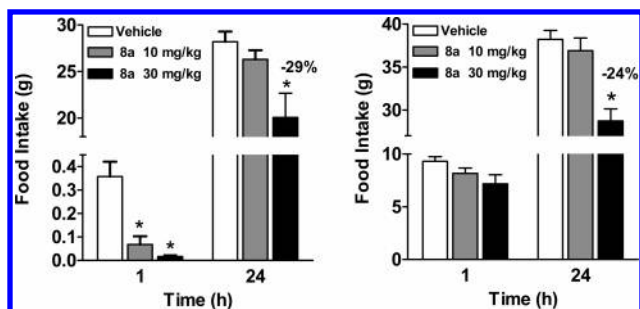 Vehicle
8a 10 mg/kg
8a 30 mg/kg
Food Intake (g)
30
25
20
0.4
0.3
0.2
0.1
0.0
-29%
*
*
*
1
24
Time (h)
Vehicle
8a 10 mg/kg
8a 30 mg/kg
Food Intake (g)
40
35
30
10
5
0
-24%
*
1
24
Time (h)